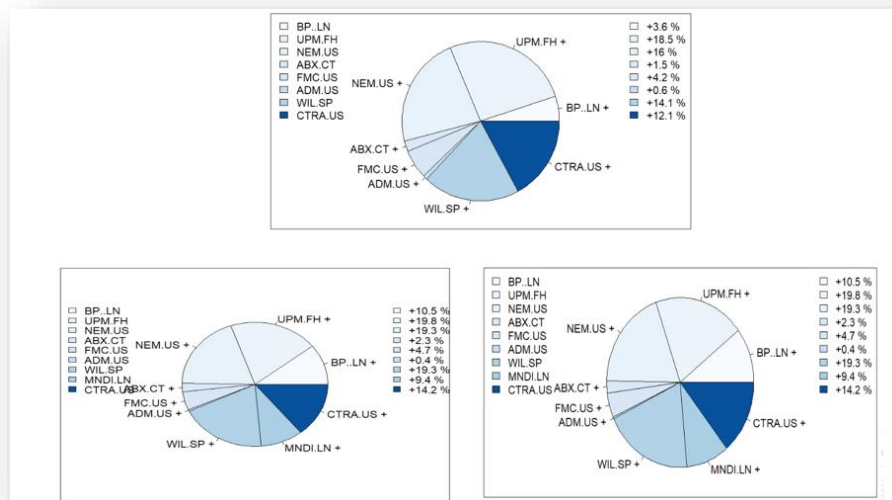 BP..LN
UPM.FH
NEM.US
ABX.CT
FMC.US
ADM.US
WIL.SP
CTRA.US
UPM.FH +
NEM.US +
BP..LN +
ABX.CT +
FMC.US +
ADM.US +
WIL.SP +
CTRA.US +
+3.6 %
+18.5 %
+16 %
+1.5 %
+4.2 %
+0.6 %
+14.1 %
+12.1 %
BP..LN
UPM.FH
NEM.US
ABX.CT
FMC.US
ADM.US
WIL.SP
MNDI.LN
CTRA.US
UPM.FH +
NEM.US +
BP..LN +
ABX.CT +
FMC.US +
ADM.US +
WIL.SP +
MNDI.LN +
CTRA.US +
+10.5 %
+19.8 %
+19.3 %
+2.3 %
+4.7 %
+0.4 %
+19.3 %
+9.4 %
+14.2 %
BP..LN
UPM.FH
NEM.US
ABX.CT
FMC.US
ADM.US
WIL.SP
MNDI.LN
CTRA.US
UPM.FH +
NEM.US +
BP..LN +
ABX.CT +
FMC.US +
ADM.US +
WIL.SP +
MNDI.LN +
CTRA.US +
+10.5 %
+19.8 %
+19.3 %
+2.3 %
+4.7 %
+0.4 %
+19.3 %
+9.4 %
+14.2 %